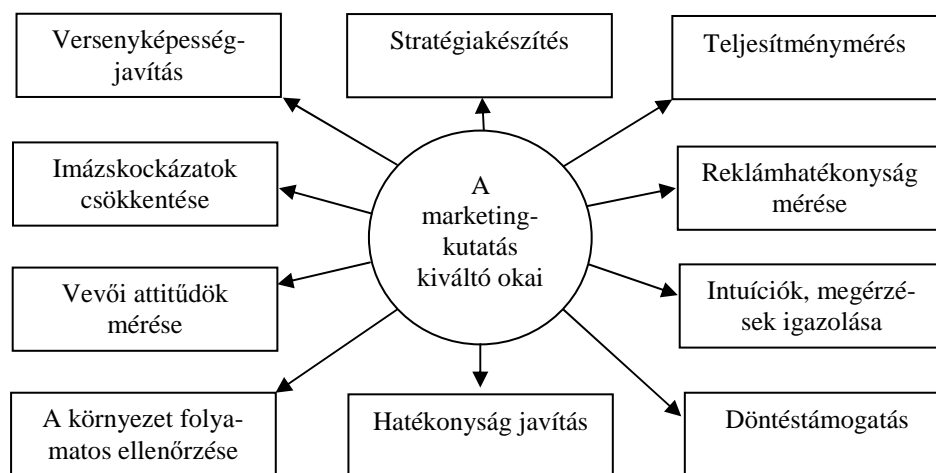 Versenyképesség-
javítás
Stratégiakészítés
Teljesítménymérés
Imázskockázatok
csökkentése
A
marketing-
kutatás
kiváltó okai
Reklámhatékonyság
mérése
Vevői attitűdök
mérése
Intuíciók, megérzé-
sek igazolása
A környezet folya-
matos ellenőrzése
Hatékonyság javítás
Döntéstámogatás